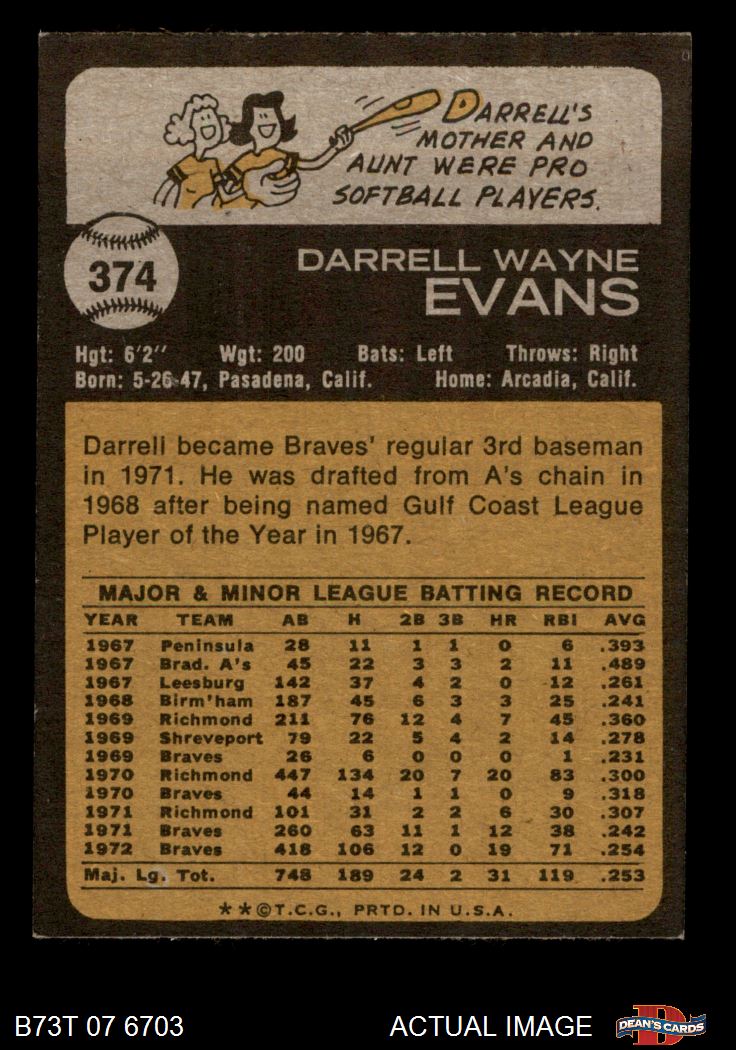 DARRELL'S
MOTHER AND
AUNT WERE PRO
SOFTBALL PLAYERS.
374
DARRELL WAYNE
EVANS
Hgt: 6'2" Wgt: 200 Bats: Left Throws: Right
Born: 5-26-47, Pasadena, Calif. Home: Arcadia, Calif.
Darrell became Braves' regular 3rd baseman
in 1971. He was drafted from A's chain in
1968 after being named Gulf Coast League
Player of the Year in 1967.
MAJOR & MINOR LEAGUE BATTING RECORD
YEAR TEAM AB H 2B 3B HR RBI AVG
1967 Peninsula 28 11 1 1 0 6 .393
1967 Brad. A's 45 22 3 3 2 11 .489
1967 Leesburg 142 37 4 2 0 12 .261
1968 Birm'ham 187 45 6 3 3 25 .241
1969 Richmond 211 76 12 4 7 45 .360
1969 Shreveport 79 22 5 4 2 14 .278
1969 Braves 26 6 0 0 0 1 .231
1970 Richmond 447 134 20 7 20 83 .300
1970 Braves 44 14 1 1 0 9 .318
1971 Richmond 101 31 2 2 6 30 .307
1971 Braves 260 63 11 1 12 38 .242
1972 Braves 418 106 12 0 19 71 .254
Maj. Lg. Tot. 748 189 24 2 31 119 .253
**©T.C.G., PRTD. IN U.S.A.
B73T 07 6703 ACTUAL IMAGE
D
DEAN'S CARDS